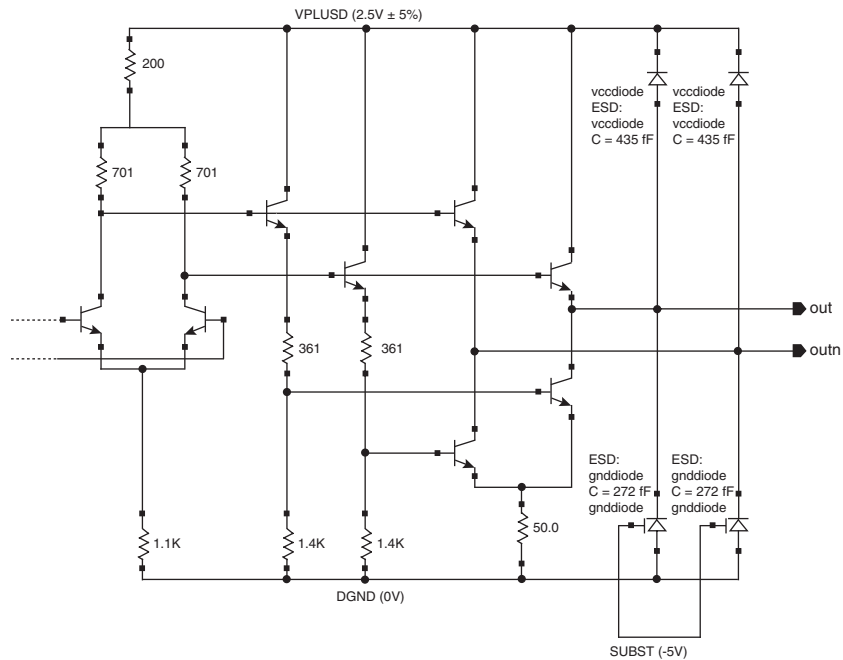 VPLUSD (2.5V ± 5%)
200
701
701
vccdiode
ESD:
vccdiode
C = 435 fF
vccdiode
ESD:
vccdiode
C = 435 fF
out
361
361
outn
ESD:
gnddiode
C = 272 fF
gnddiode
ESD:
gnddiode
C = 272 fF
gnddiode
1.1K
1.4K
1.4K
50.0
DGND (0V)
SUBST (-5V)